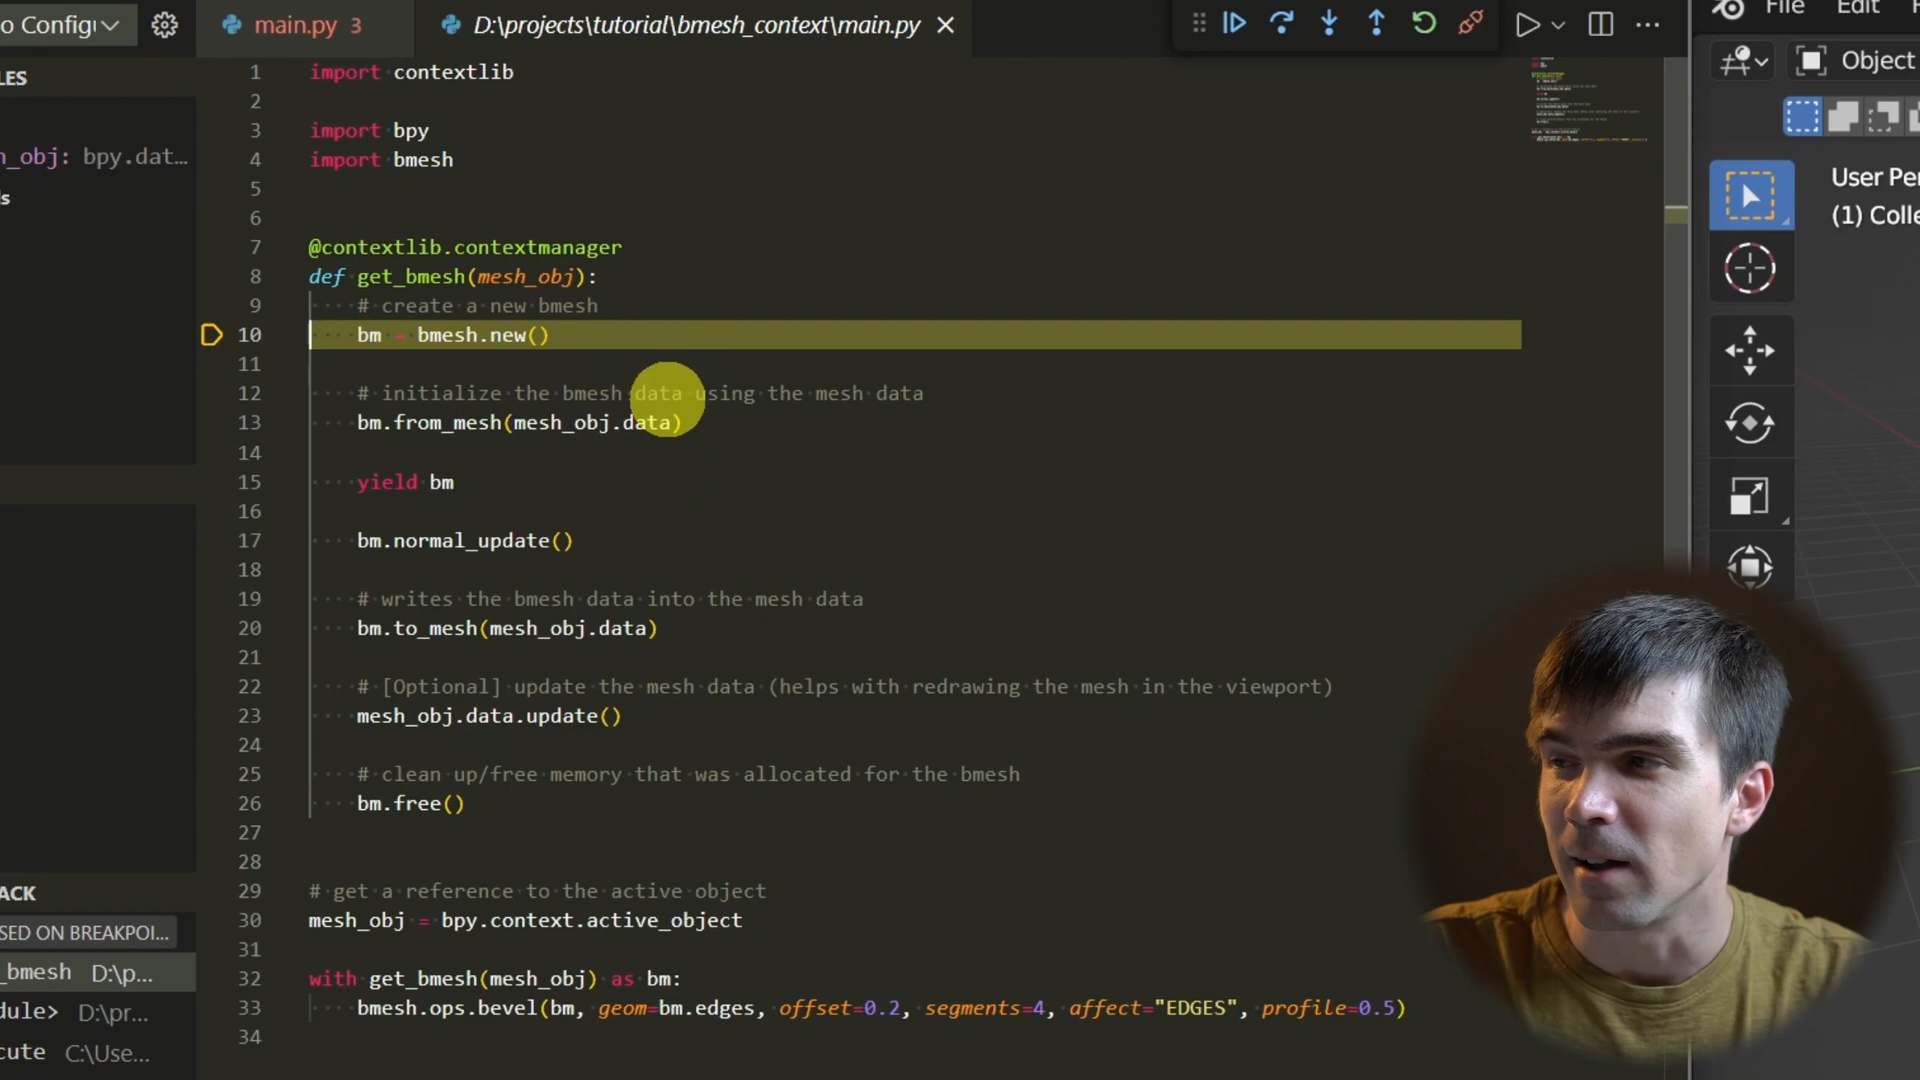 o Config
main.py 3
D:\projects\tutorial\bmesh_context\main.py
File Edit
Object
LES
h_obj: bpy.dat...
ls
ACK
SED ON BREAKPOI...
_bmesh D:\p...
dule> D:\pr...
cute C:\Use...
1 import contextlib
2
3 import bpy
4 import bmesh
5
6
7 @contextlib.contextmanager
8 def get_bmesh(mesh_obj):
9 # create a new bmesh
10 bm = bmesh.new()
11
12 # initialize the bmesh data using the mesh data
13 bm.from_mesh(mesh_obj.data)
14
15 yield bm
16
17 bm.normal_update()
18
19 # writes the bmesh data into the mesh data
20 bm.to_mesh(mesh_obj.data)
21
22 # [Optional] update the mesh data (helps with redrawing the mesh in the viewport)
23 mesh_obj.data.update()
24
25 # clean up/free memory that was allocated for the bmesh
26 bm.free()
27
28
29 # get a reference to the active object
30 mesh_obj = bpy.context.active_object
31
32 with get_bmesh(mesh_obj) as bm:
33 bmesh.ops.bevel(bm, geom=bm.edges, offset=0.2, segments=4, affect="EDGES", profile=0.5)
34
User Per
(1) Colle